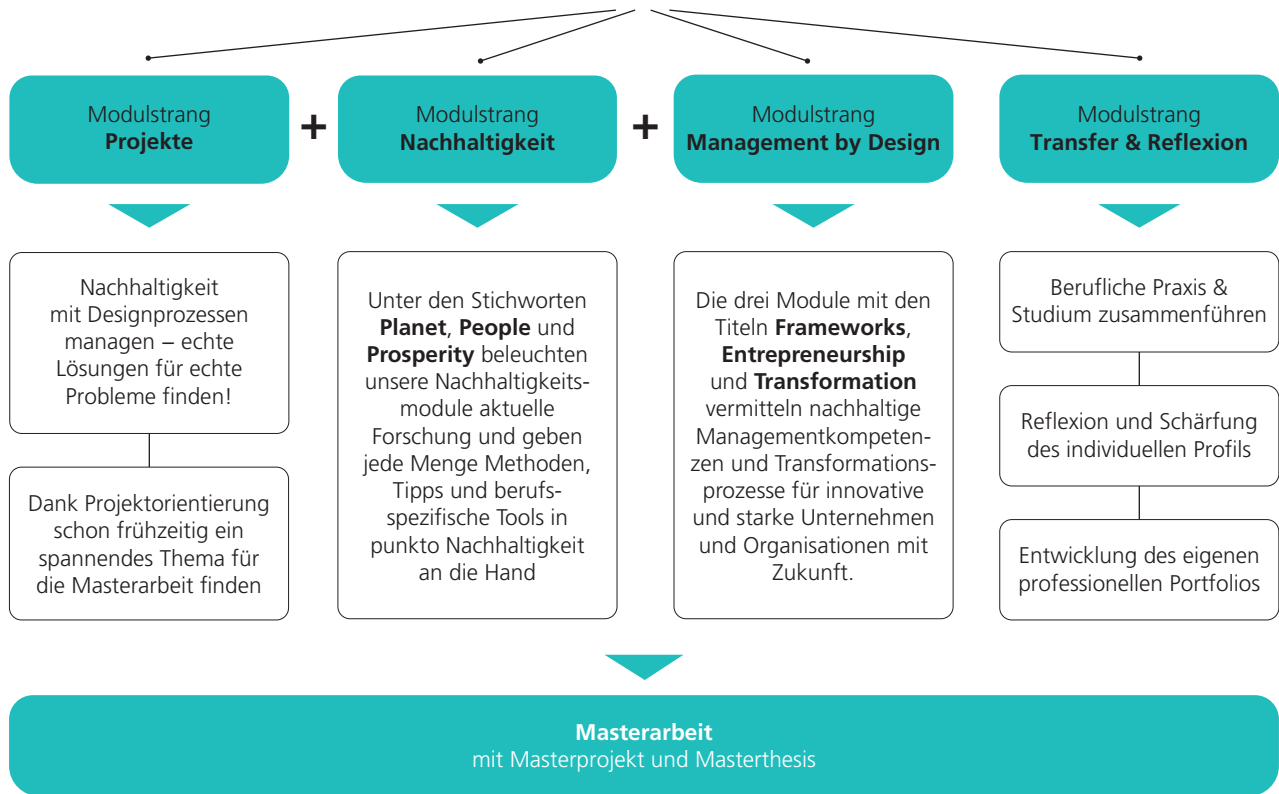 Modulstrang
Projekte
+
Modulstrang
Nachhaltigkeit
+
Modulstrang
Management by Design
Modulstrang
Transfer & Reflexion
Nachhaltigkeit
mit Designprozessen
managen – echte
Lösungen für echte
Probleme finden!
Dank Projektorientierung
schon frühzeitig ein
spannendes Thema für
die Masterarbeit finden
Unter den Stichworten
Planet, People und
Prosperity beleuchten
unsere Nachhaltigkeits-
module aktuelle
Forschung und geben
jede Menge Methoden,
Tipps und berufs-
spezifische Tools in
punkto Nachhaltigkeit
an die Hand
Die drei Module mit den
Titeln Frameworks,
Entrepreneurship
und Transformation
vermitteln nachhaltige
Managementkompeten-
zen und Transformations-
prozesse für innovative
und starke Unternehmen
und Organisationen mit
Zukunft.
Berufliche Praxis &
Studium zusammenführen
Reflexion und Schärfung
des individuellen Profils
Entwicklung des eigenen
professionellen Portfolios
Masterarbeit
mit Masterprojekt und Masterthesis